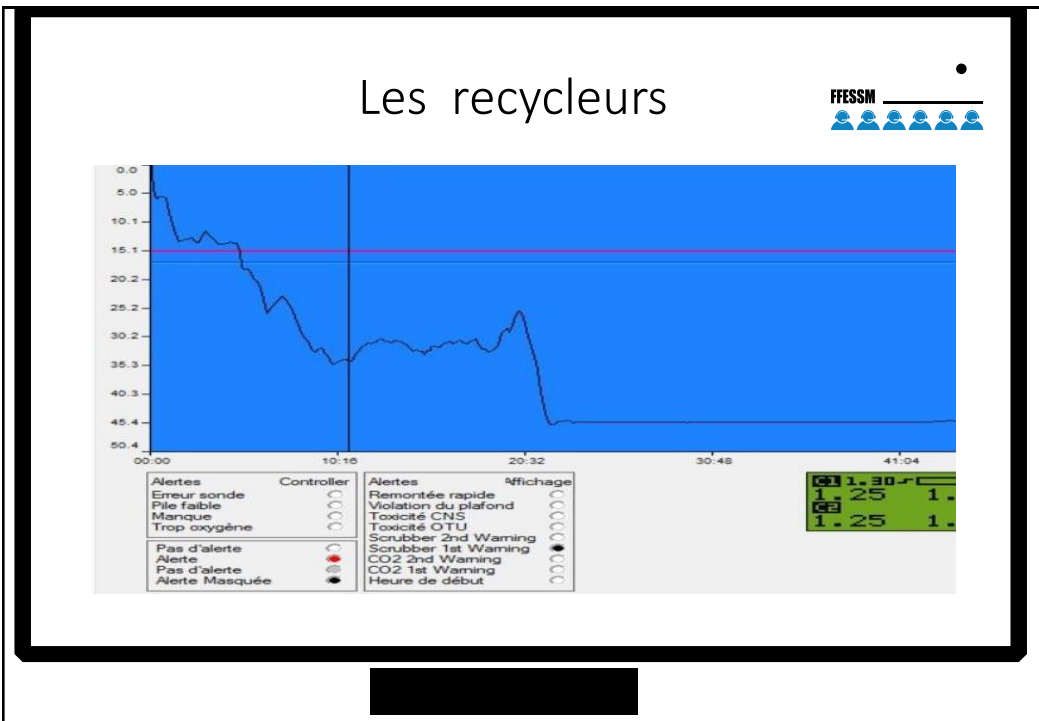 Les recycleurs
FFESSM
0.0
5.0
10.1
15.1
20.2
25.2
30.2
35.3
40.3
45.4
50.4
00:00 10:16 20:32 30:48 41:04
Alertes Controller
Erreur sonde
Pile faible
Manque
Trop oxygène
Pas d'alerte
Alerte
Pas d'alerte
Alerte Masquée
Alertes Affichage
Remontée rapide
Violation du plafond
Toxicité CNS
Toxicité OTU
Scrubber 2nd Warning
Scrubber 1st Warning
CO2 2nd Warning
CO2 1st Warning
Heure de début
C1 1.30
1.25 1.
C2
1.25 1.